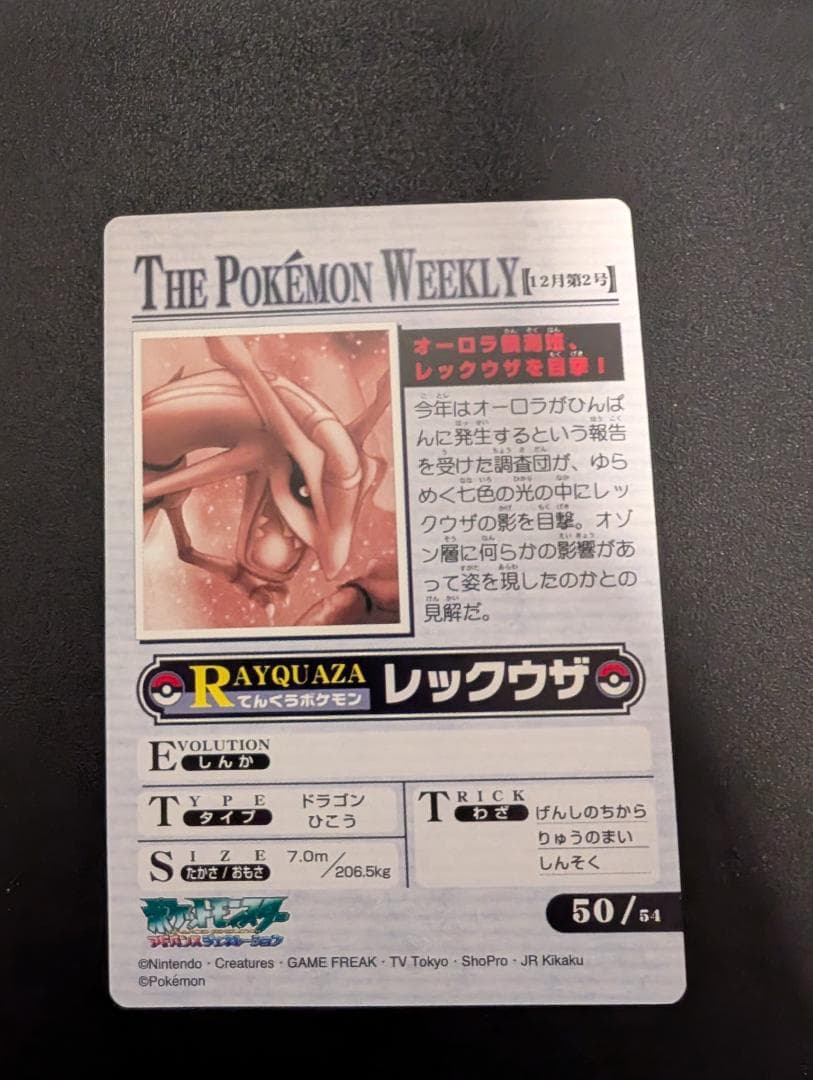 THE POKÉMON WEEKLY【12月第2号】
オーロラ観測班、
レックウザを目撃！
今年はオーロラがひんぱ
んに発生するという報告
を受けた調査団が、ゆら
めく七色の光の中にレッ
クウザの影を目撃。オゾ
ン層に何らかの影響があ
って姿を現したのかとの
見解だ。
RAYQUAZA
てんくうポケモン
レックウザ
EVOLUTION
しんか
TYPE
タイプ
ドラゴン
ひこう
SIZE
たかさ/おもさ
7.0m/206.5kg
TRICK
わざ
げんしのちから
りゅうのまい
しんそく
ポケットモンスター
アドバンスジェネレーション
50/54
©Nintendo・Creatures・GAME FREAK・TV Tokyo・ShoPro・JR Kikaku
©Pokémon